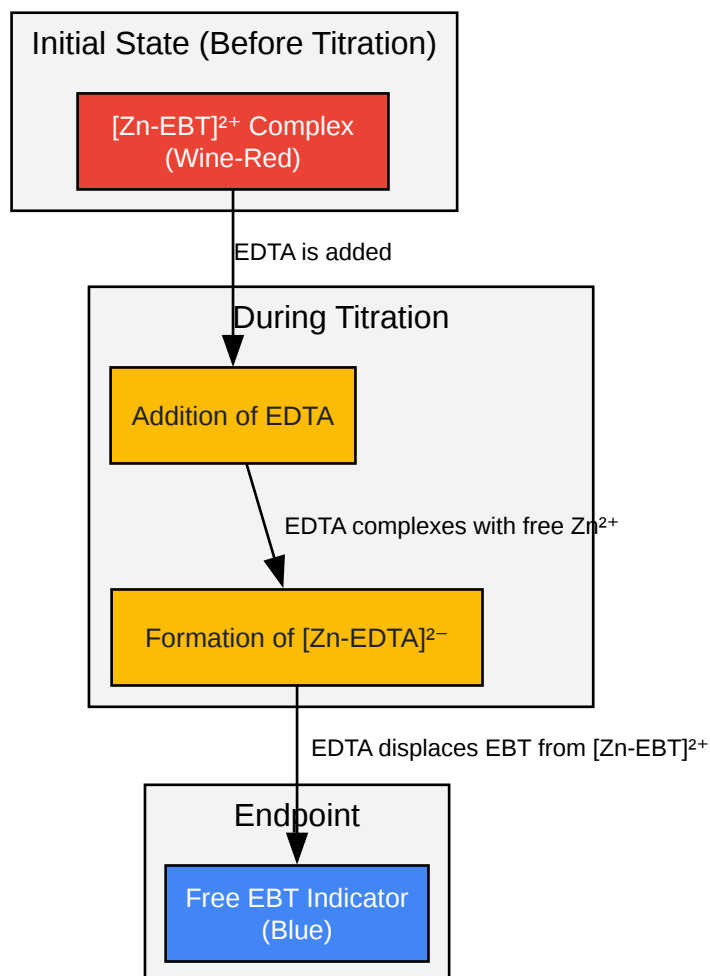 Initial State (Before Titration)
[Zn-EBT]²⁺ Complex
(Wine-Red)
EDTA is added
During Titration
Addition of EDTA
EDTA complexes with free Zn²⁺
Formation of [Zn-EDTA]²⁻
EDTA displaces EBT from [Zn-EBT]²⁺
Endpoint
Free EBT Indicator
(Blue)